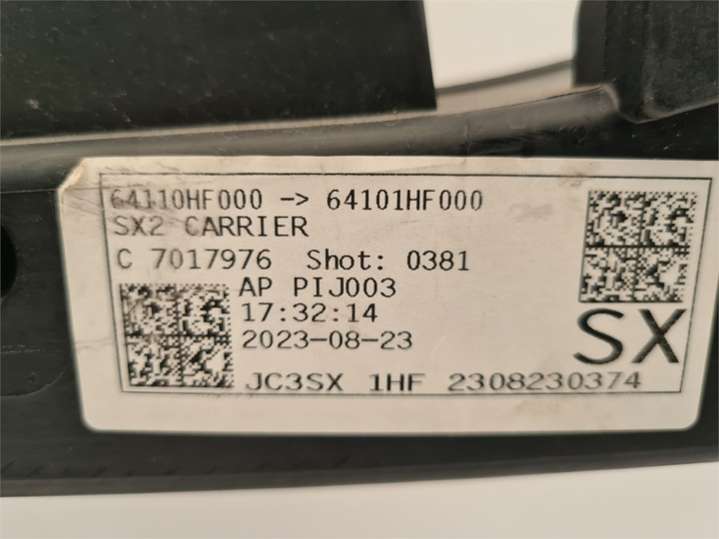 64110HF000 -> 64101HF000
SX2 CARRIER
C 7017976 Shot: 0381
AP PIJ003
17:32:14
2023-08-23
SX
JC3SX 1HF 2308230374